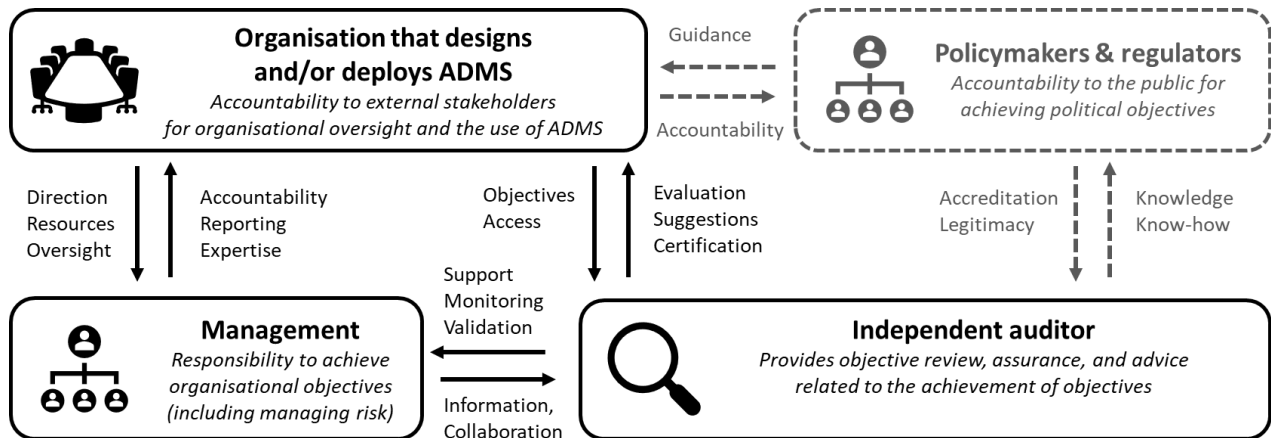 Organisation that designs
and/or deploys ADMS
Accountability to external stakeholders
for organisational oversight and the use of ADMS
Guidance
Accountability
Policymakers & regulators
Accountability to the public for
achieving political objectives
Direction
Resources
Oversight
Accountability
Reporting
Expertise
Objectives
Access
Evaluation
Suggestions
Certification
Accreditation
Legitimacy
Knowledge
Know-how
Support
Monitoring
Validation
Information,
Collaboration
Management
Responsibility to achieve
organisational objectives
(including managing risk)
Independent auditor
Provides objective review, assurance, and advice
related to the achievement of objectives